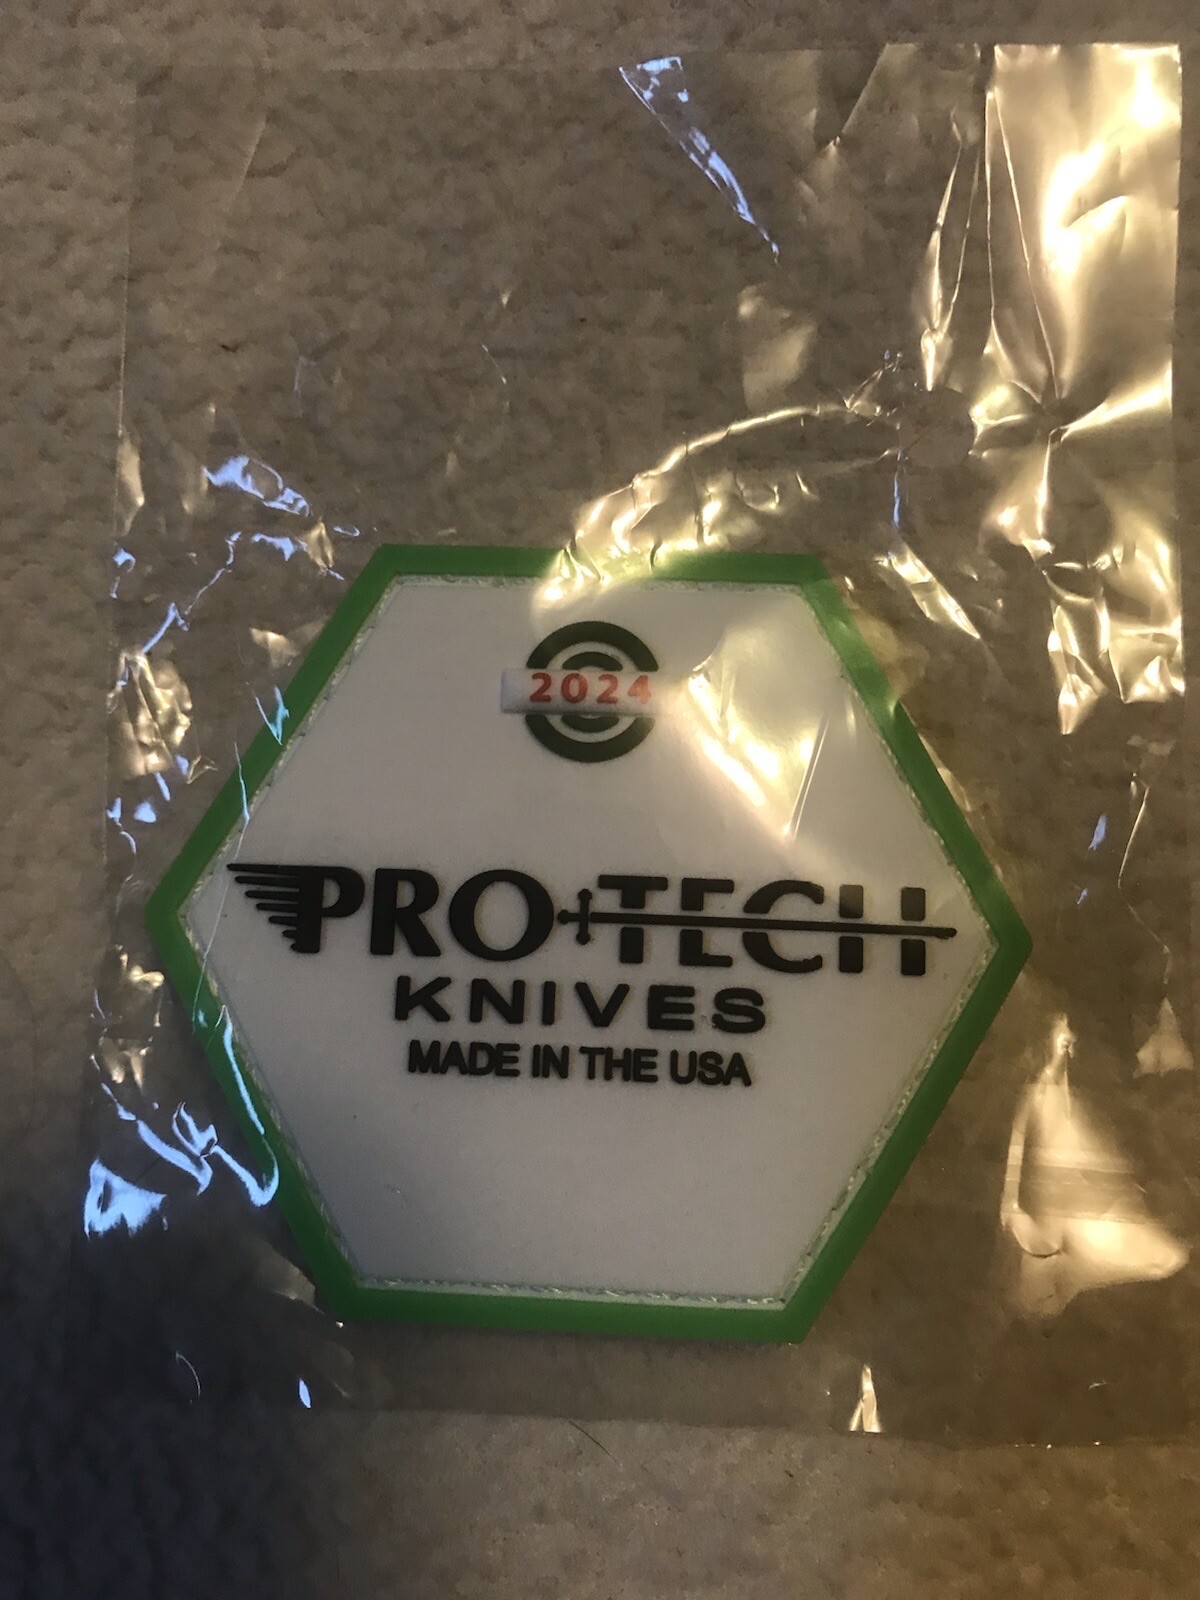 2024
PRO-TECH
KNIVES
MADE IN THE USA